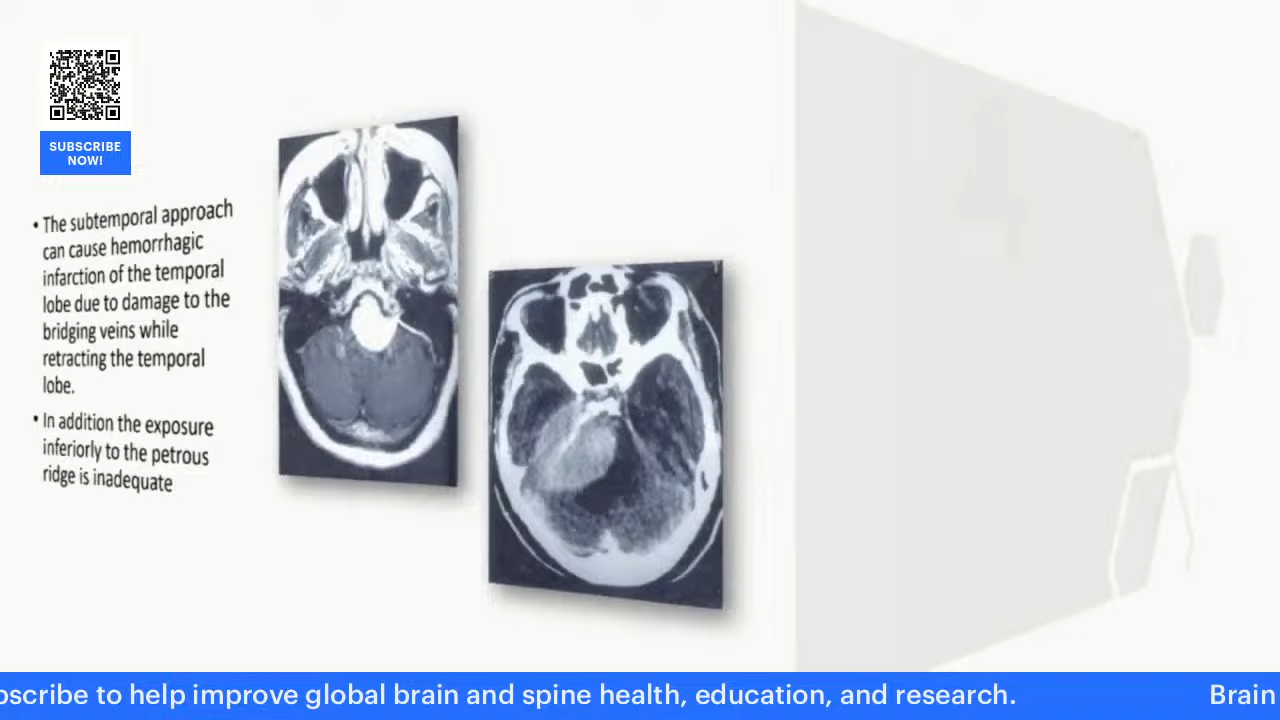 SUBSCRIBE
NOW!
• The subtemporal approach
can cause hemorrhagic
infarction of the temporal
lobe due to damage to the
bridging veins while
retracting the temporal
lobe.
• In addition the exposure
inferiorly to the petrous
ridge is inadequate
bscribe to help improve global brain and spine health, education, and research. Brain